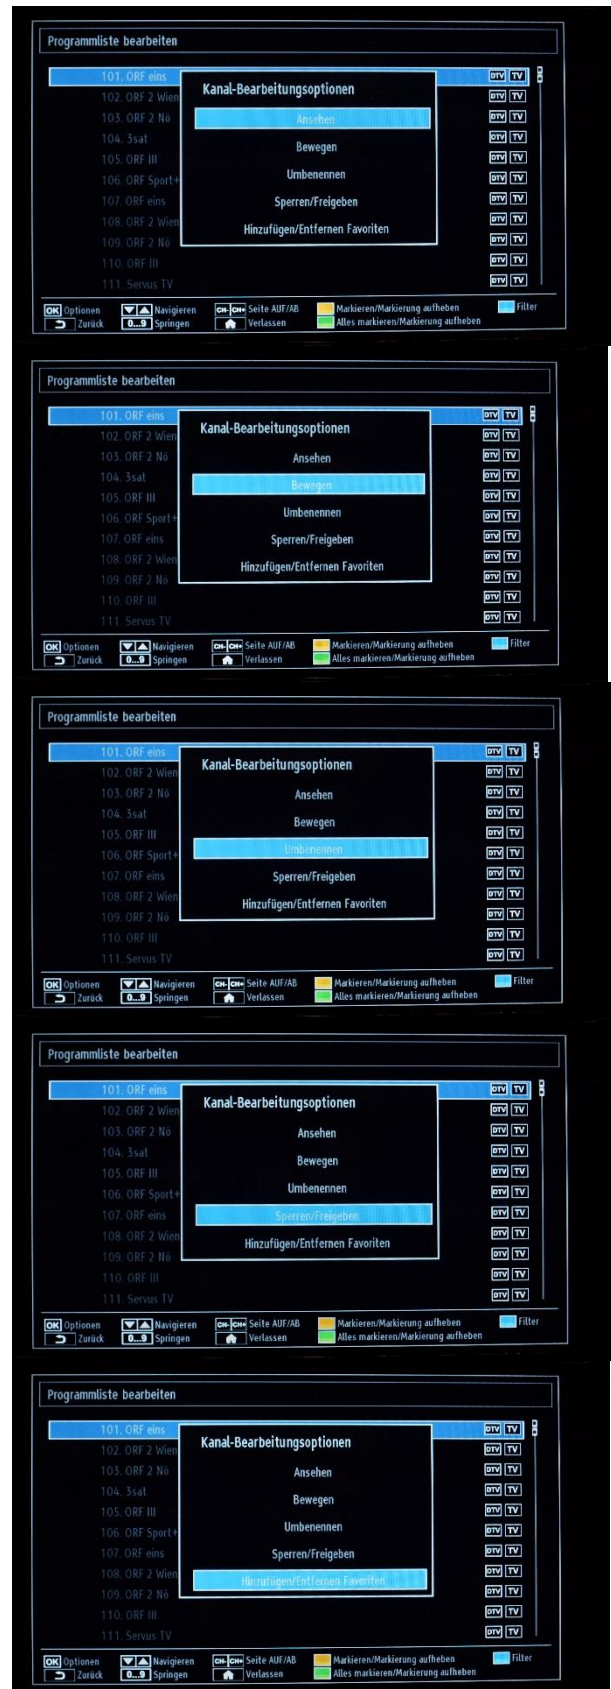 Programmliste bearbeiten
101. ORF eins DTV TV
Kanal-Bearbeitungsoptionen
102. ORF 2 Wien DTV TV
103. ORF 2 Nö Ansehen DTV TV
104. 3sat Bewegen DTV TV
105. ORF III DTV TV
106. ORF Sport+ Umbenennen DTV TV
107. ORF eins Sperren/Freigeben DTV TV
108. ORF 2 Wien Hinzufügen/Entfernen Favoriten DTV TV
109. ORF 2 Nö DTV TV
110. ORF III DTV TV
111. Servus TV DTV TV
OK Optionen Navigieren CH- CH+ Seite AUF/AB Markieren/Markierung aufheben Filter
Zurück 0...9 Springen Verlassen Alles markieren/Markierung aufheben
Programmliste bearbeiten
101. ORF eins DTV TV
Kanal-Bearbeitungsoptionen
102. ORF 2 Wien DTV TV
103. ORF 2 Nö Ansehen DTV TV
104. 3sat Bewegen DTV TV
105. ORF III DTV TV
106. ORF Sport+ Umbenennen DTV TV
107. ORF eins Sperren/Freigeben DTV TV
108. ORF 2 Wien Hinzufügen/Entfernen Favoriten DTV TV
109. ORF 2 Nö DTV TV
110. ORF III DTV TV
111. Servus TV DTV TV
OK Optionen Navigieren CH- CH+ Seite AUF/AB Markieren/Markierung aufheben Filter
Zurück 0...9 Springen Verlassen Alles markieren/Markierung aufheben
Programmliste bearbeiten
101. ORF eins DTV TV
Kanal-Bearbeitungsoptionen
102. ORF 2 Wien DTV TV
103. ORF 2 Nö Ansehen DTV TV
104. 3sat Bewegen DTV TV
105. ORF III DTV TV
106. ORF Sport+ Umbenennen DTV TV
107. ORF eins Sperren/Freigeben DTV TV
108. ORF 2 Wien Hinzufügen/Entfernen Favoriten DTV TV
109. ORF 2 Nö DTV TV
110. ORF III DTV TV
111. Servus TV DTV TV
OK Optionen Navigieren CH- CH+ Seite AUF/AB Markieren/Markierung aufheben Filter
Zurück 0...9 Springen Verlassen Alles markieren/Markierung aufheben
Programmliste bearbeiten
101. ORF eins DTV TV
Kanal-Bearbeitungsoptionen
102. ORF 2 Wien DTV TV
103. ORF 2 Nö Ansehen DTV TV
104. 3sat Bewegen DTV TV
105. ORF III DTV TV
106. ORF Sport+ Umbenennen DTV TV
107. ORF eins Sperren/Freigeben DTV TV
108. ORF 2 Wien Hinzufügen/Entfernen Favoriten DTV TV
109. ORF 2 Nö DTV TV
110. ORF III DTV TV
111. Servus TV DTV TV
OK Optionen Navigieren CH- CH+ Seite AUF/AB Markieren/Markierung aufheben Filter
Zurück 0...9 Springen Verlassen Alles markieren/Markierung aufheben
Programmliste bearbeiten
101. ORF eins DTV TV
Kanal-Bearbeitungsoptionen
102. ORF 2 Wien DTV TV
103. ORF 2 Nö Ansehen DTV TV
104. 3sat Bewegen DTV TV
105. ORF III DTV TV
106. ORF Sport+ Umbenennen DTV TV
107. ORF eins Sperren/Freigeben DTV TV
108. ORF 2 Wien Hinzufügen/Entfernen Favoriten DTV TV
109. ORF 2 Nö DTV TV
110. ORF III DTV TV
111. Servus TV DTV TV
OK Optionen Navigieren CH- CH+ Seite AUF/AB Markieren/Markierung aufheben Filter
Zurück 0...9 Springen Verlassen Alles markieren/Markierung aufheben